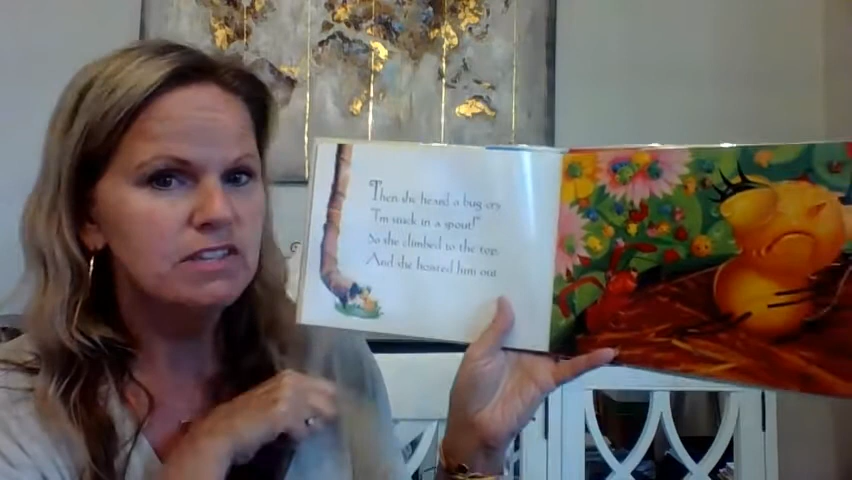 Then she heard a bug cry,
"I'm stuck in a spout!"
So she climbed to the top,
And she hoisted him out.